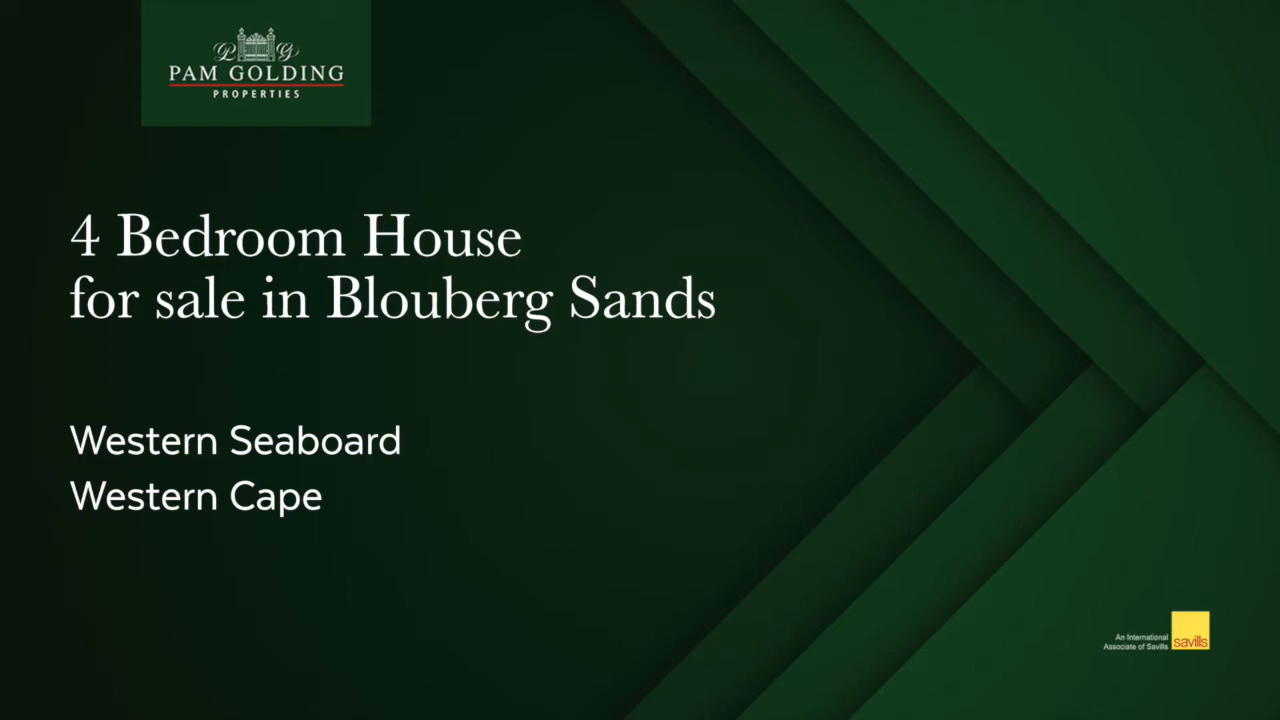 PAM GOLDING
PROPERTIES
4 Bedroom House
for sale in Blouberg Sands
Western Seaboard
Western Cape
An International
Associate of Savills
savills